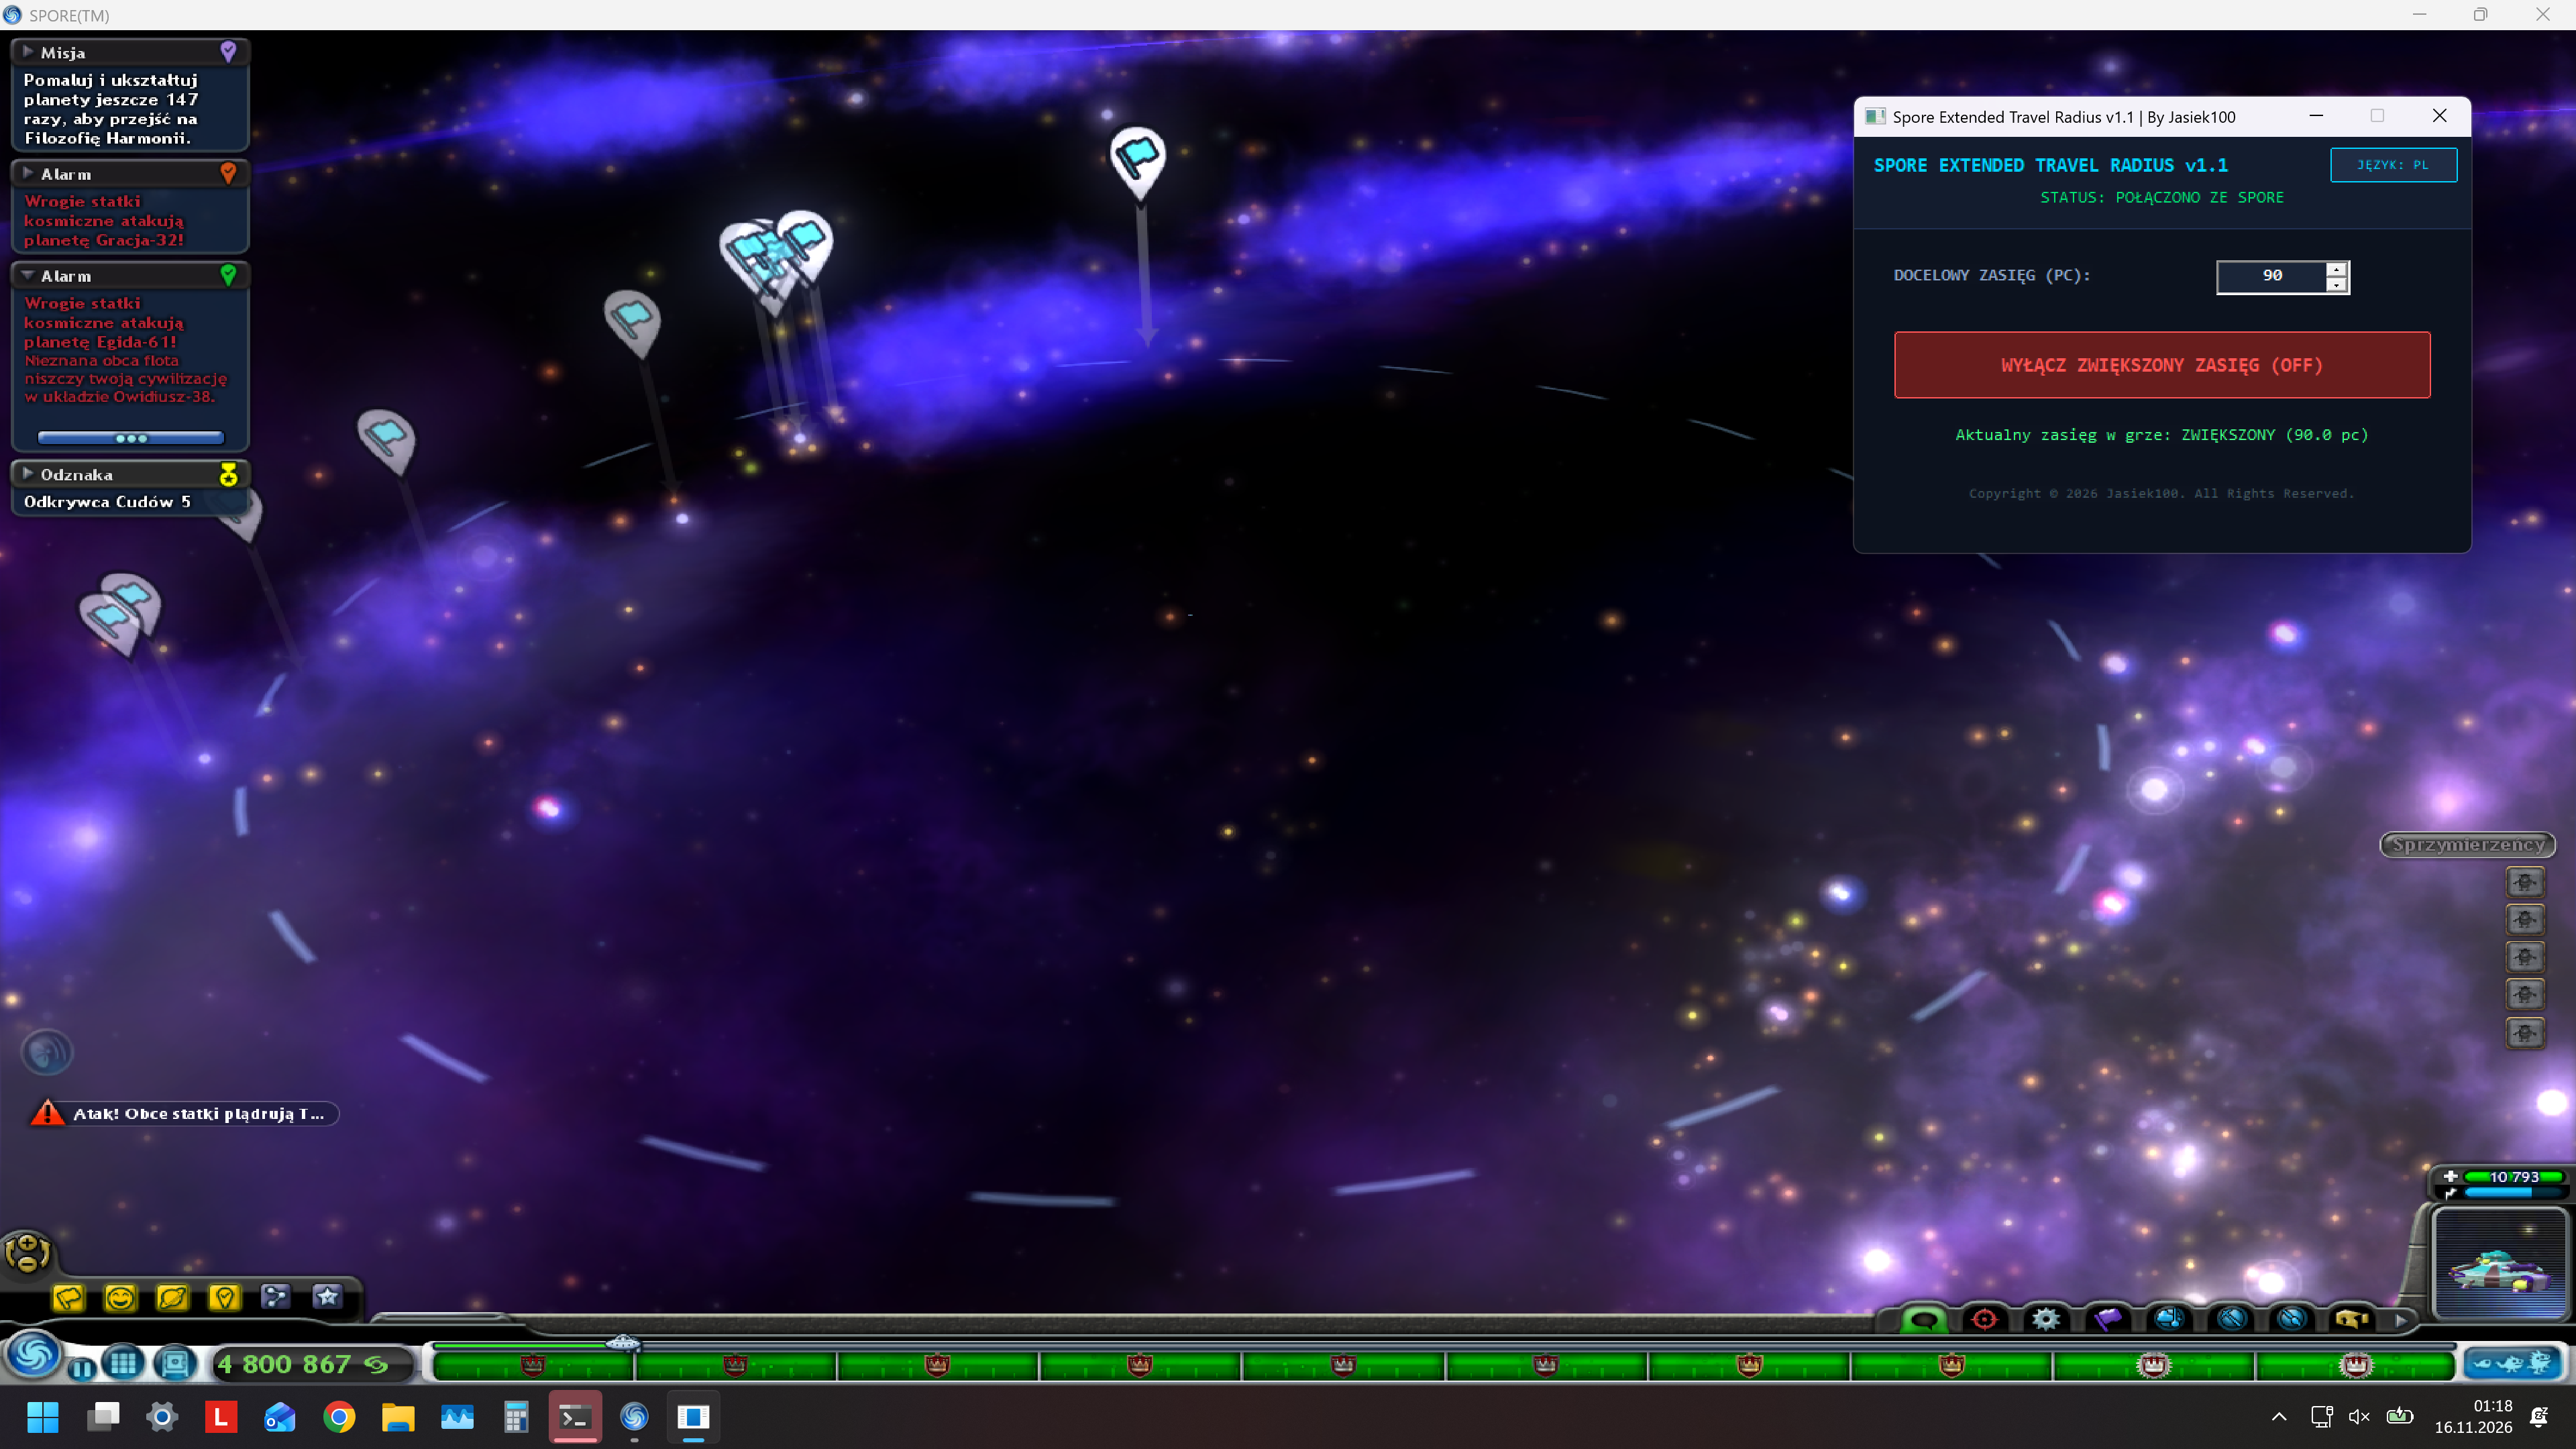 SPORE(TM)
Misja
Pomaluj i ukształtuj
planety jeszcze 147
razy, aby przejść na
Filozofię Harmonii.
Alarm
Wrogie statki
kosmiczne atakują
planetę Gracja-32!
Alarm
Wrogie statki
kosmiczne atakują
planetę Egida-61!
Nieznana obca flota
niszczy twoją cywilizację
w układzie Owidiusz-38.
Odznaka
Odkrywca Cudów 5
Spore Extended Travel Radius v1.1 | By Jasiek100
SPORE EXTENDED TRAVEL RADIUS v1.1
JĘZYK: PL
STATUS: POŁĄCZONO ZE SPORE
DOCELOWY ZASIĘG (PC):
90
WYŁĄCZ ZWIĘKSZONY ZASIĘG (OFF)
Aktualny zasięg w grze: ZWIĘKSZONY (90.0 pc)
Copyright © 2026 Jasiek100. All Rights Reserved.
Sprzymierzeńcy
Atak! Obce statki plądrują T...
10 793
4 800 867
L
01:18
16.11.2026